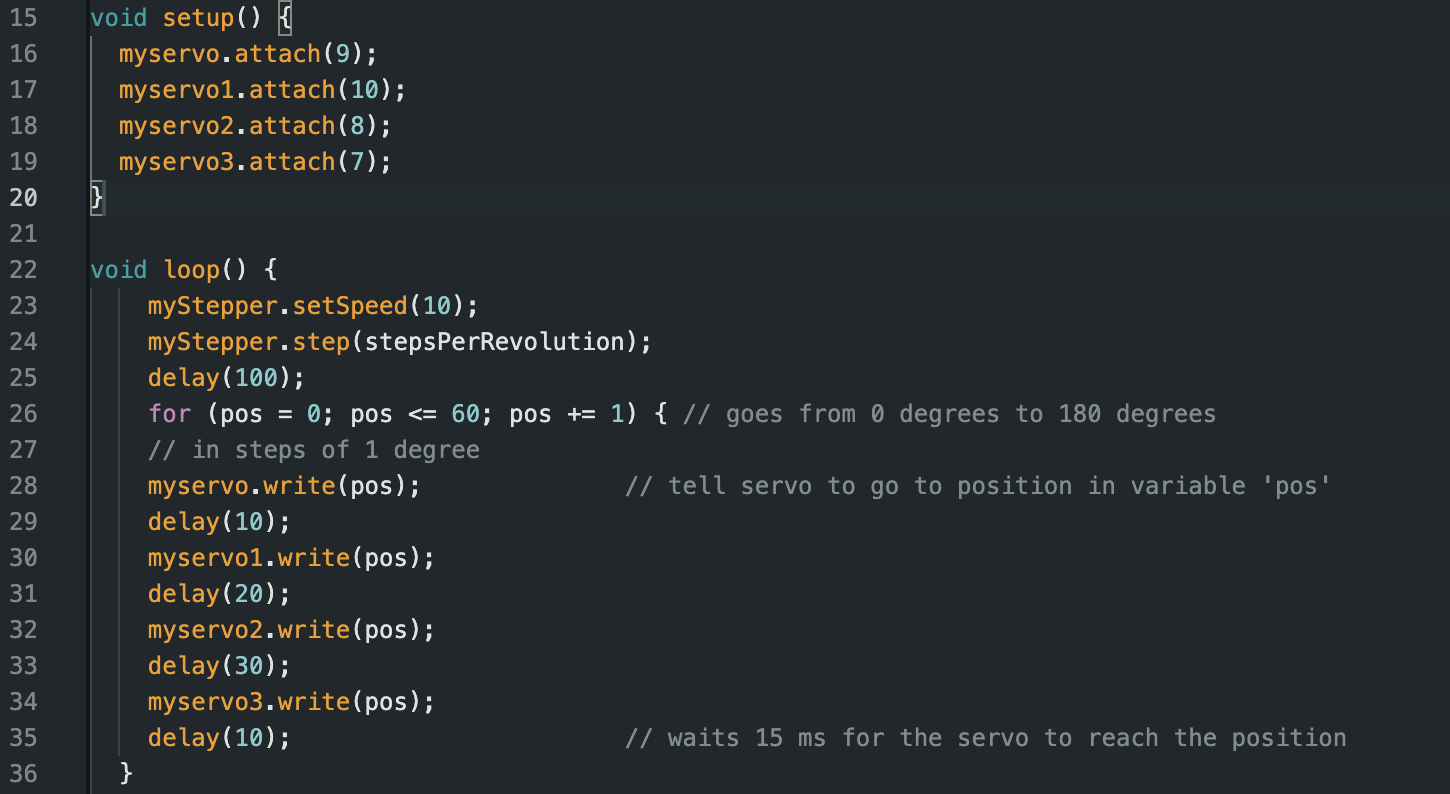 15 void setup() {
16 myservo.attach(9);
17 myservo1.attach(10);
18 myservo2.attach(8);
19 myservo3.attach(7);
20 }
21
22 void loop() {
23 myStepper.setSpeed(10);
24 myStepper.step(stepsPerRevolution);
25 delay(100);
26 for (pos = 0; pos <= 60; pos += 1) { // goes from 0 degrees to 180 degrees
27 // in steps of 1 degree
28 myservo.write(pos); // tell servo to go to position in variable 'pos'
29 delay(10);
30 myservo1.write(pos);
31 delay(20);
32 myservo2.write(pos);
33 delay(30);
34 myservo3.write(pos);
35 delay(10); // waits 15 ms for the servo to reach the position
36 }